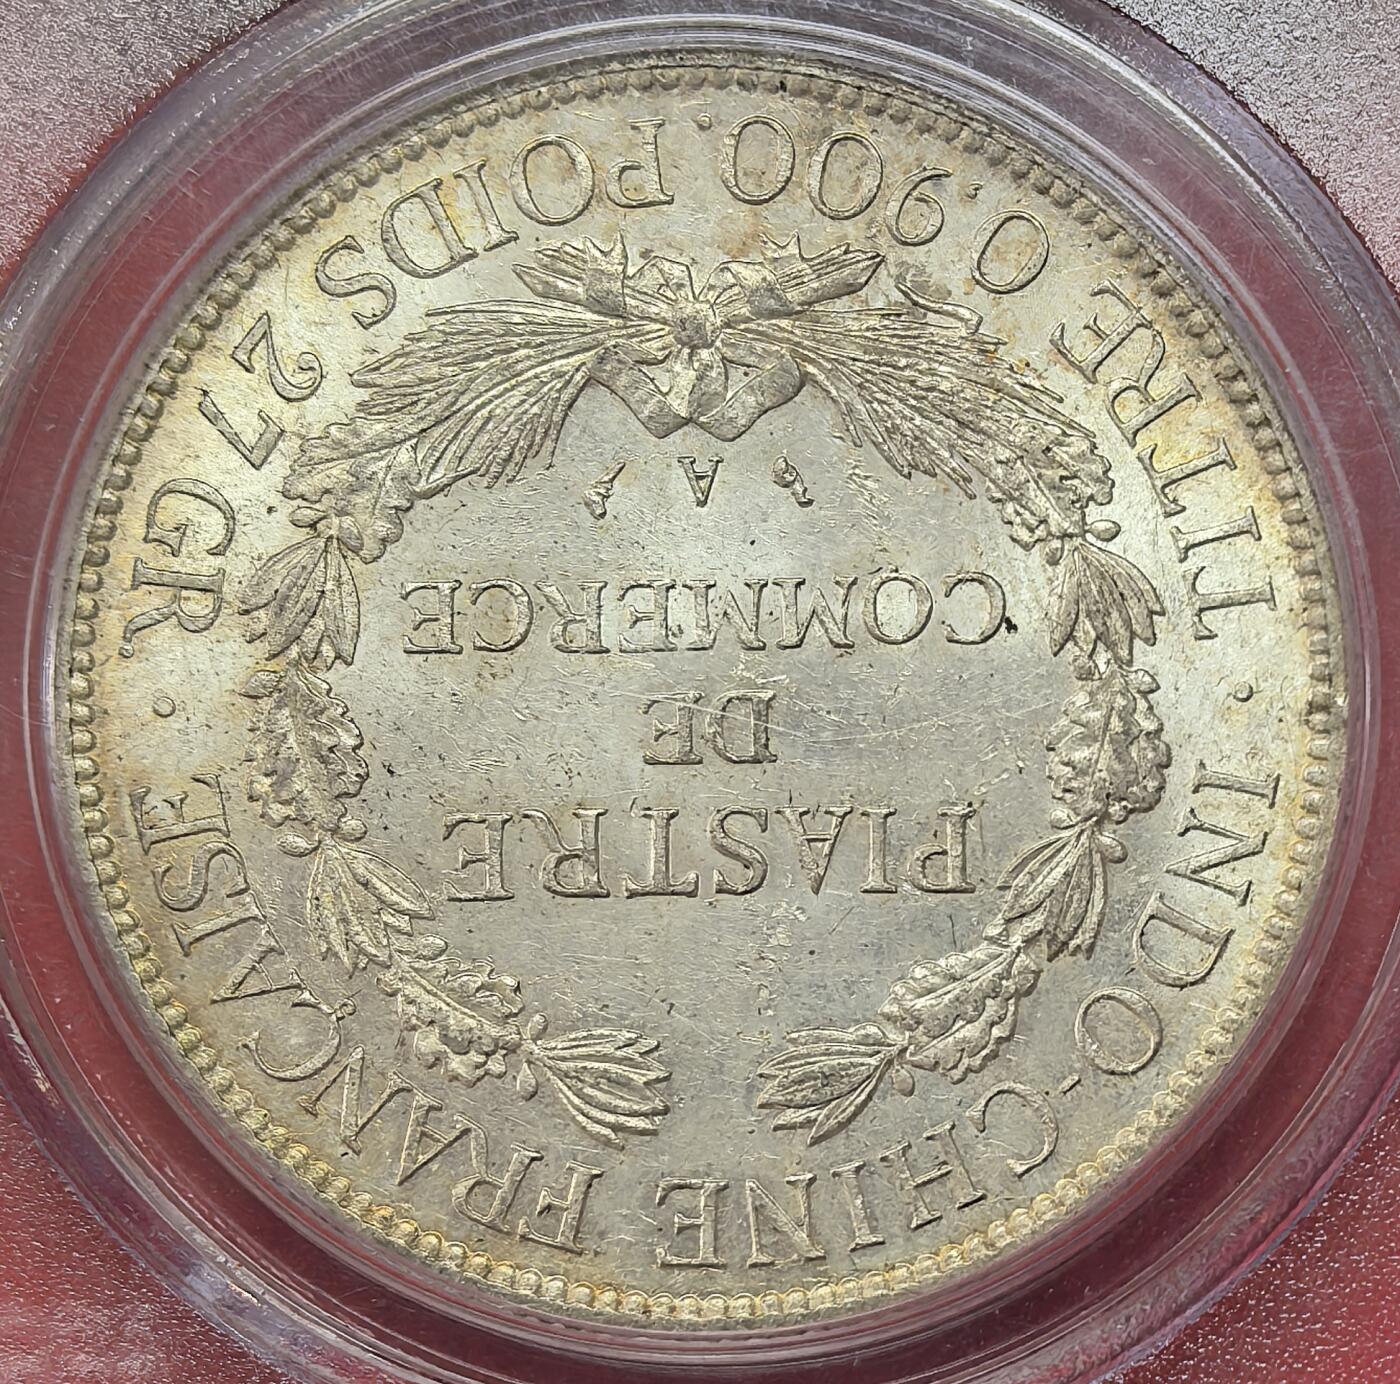 INDO-CHINE FRANÇAISE
PIASTRE
DE
COMMERCE
A
TITRE 0,900. POIDS 27 GR.